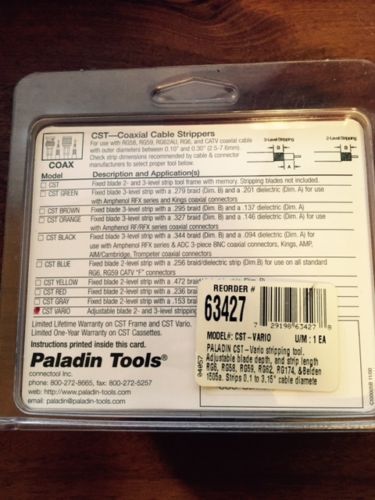 CST—Coaxial Cable Strippers
For use with RG58, RG59, RG62AU, RG6, and CATV coaxial cable
with outer diameters between 0.10" and 0.30" (2.5-7.6mm).
Check strip dimensions recommended by cable & connector
manufacturers to select proper tool below.
3-Level Stripping
2-Level Stripping
B
B
A
COAX
Model
Description and Application(s)
CST
Fixed blade 2- and 3-level strip tool frame with memory. Stripping blades not included.
CST GREEN
Fixed blade 3-level strip with a .279 braid (Dim. B) and a .201 dielectric (Dim. A) for use
with Amphenol RFX series and Kings coaxial connectors
CST BROWN
Fixed blade 3-level strip with a .295 braid (Dim. B) and a .137 dielectric (Dim. A)
CST ORANGE
Fixed blade 3-level strip with a .327 braid (Dim. B) and a .146 dielectric (Dim. A) for use
with Amphenol RF/RFX series coaxial connectors
CST BLACK
Fixed blade 3-level strip with a .344 braid (Dim. B) and a .094 dielectric (Dim. A) for
use with Amphenol RFX series & ADC 3-piece BNC coaxial connectors, Kings, AMP,
AIM/Cambridge, Trompeter coaxial connectors
CST BLUE
Fixed blade 2-level strip with a .256 braid/dielectric strip (Dim. B) for use on all standard
RG6, RG59 CATV "F" connectors
CST YELLOW
Fixed blade 2-level strip with a .472 braid
CST RED
Fixed blade 2-level strip with a .236 braid
CST GRAY
Fixed blade 2-level strip with a .153 braid
CST VARIO
Adjustable blade 2- and 3-level stripping
Limited Lifetime Warranty on CST Frame and CST Vario.
Limited One-Year Warranty on CST Cassettes.
Instructions printed inside this card.
Paladin Tools®
connectool inc.
phone: 800-272-8665, fax: 800-272-5257
web: http://www.paladin-tools.com
email: paladin@paladin-tools.com
REORDER #
63427
7 29198 63427 8
MODEL#: CST-VARIO
U/M: 1 EA
PALADIN CST-Vario stripping tool.
Adjustable blade depth, and strip length
RG6, RG58, RG59, RG62, RG174, &Belden
1505a. Strips 0.1 to 3.16" cable diamete
04057